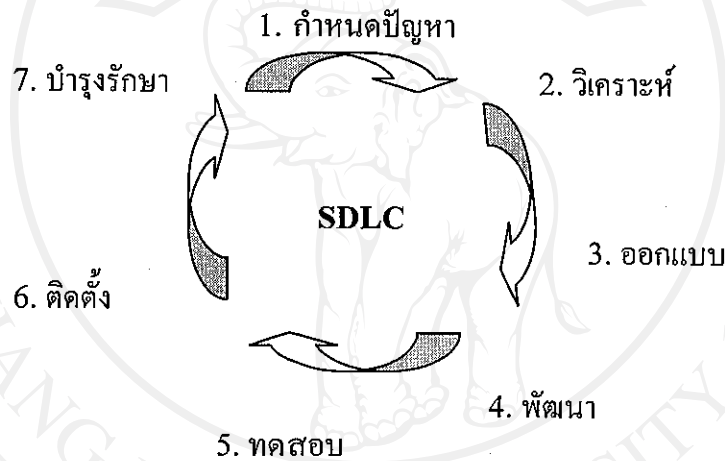 1. กำหนดปัญหา
2. วิเคราะห์
3. ออกแบบ
4. พัฒนา
5. ทดสอบ
6. ติดตั้ง
7. บำรุงรักษา
SDLC